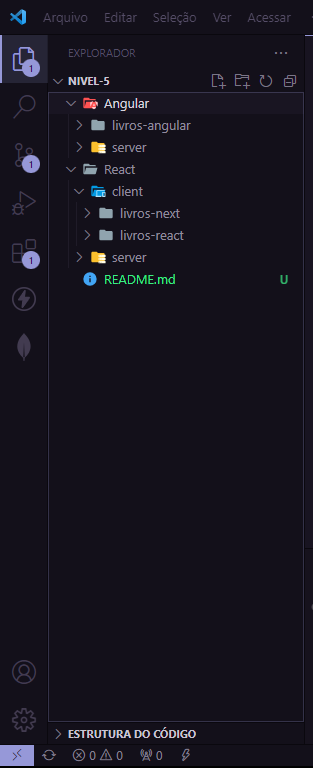 Arquivo Editar Seleção Ver Acessar
EXPLORADOR
1
NIVEL-5
Angular
livros-angular
server
1
React
client
livros-next
livros-react
1
server
README.md U
ESTRUTURA DO CÓDIGO
0 0 0